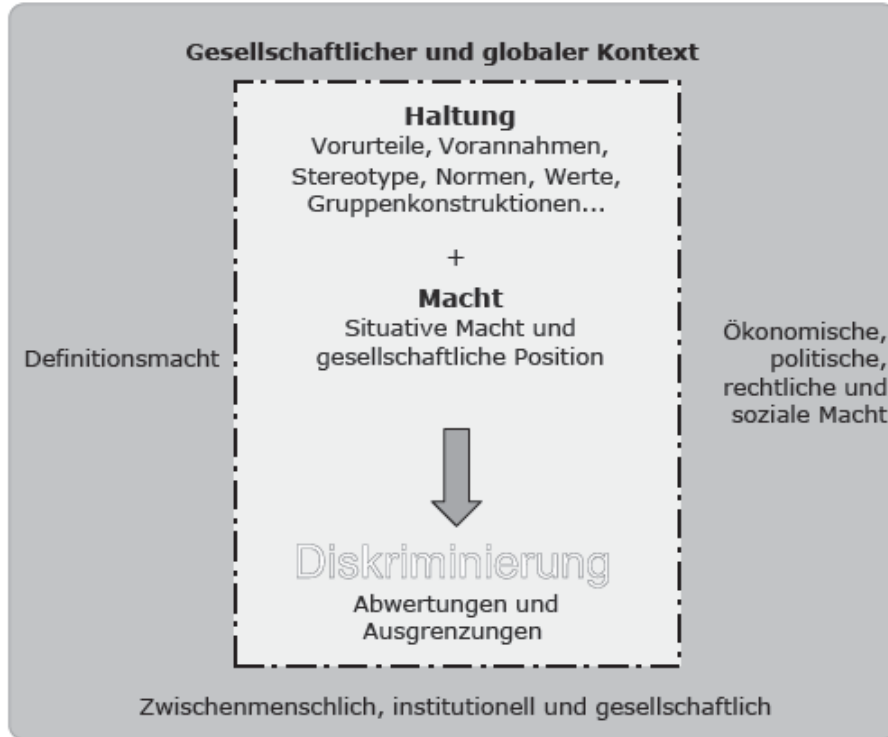 Gesellschaftlicher und globaler Kontext
Haltung
Vorurteile, Vorannahmen,
Stereotype, Normen, Werte,
Gruppenkonstruktionen...
+
Macht
Situative Macht und
gesellschaftliche Position
Definitionsmacht
Ökonomische,
politische,
rechtliche und
soziale Macht
Diskriminierung
Abwertungen und
Ausgrenzungen
Zwischenmenschlich, institutionell und gesellschaftlich